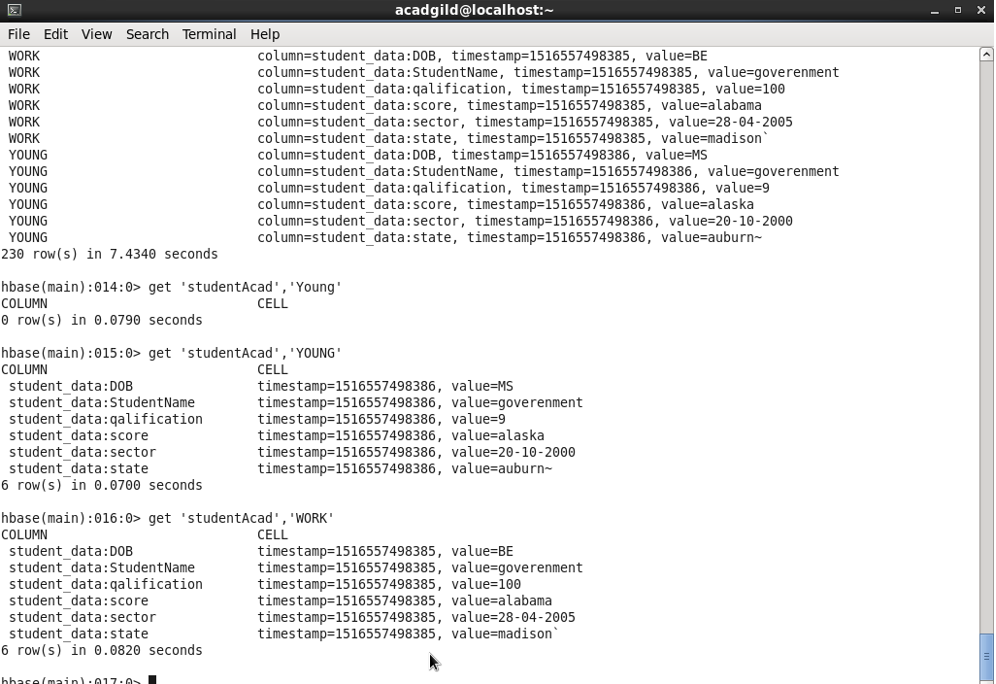 acadgild@localhost:~
File Edit View Search Terminal Help
WORK column=student_data:DOB, timestamp=1516557498385, value=BE
WORK column=student_data:StudentName, timestamp=1516557498385, value=goverenment
WORK column=student_data:qalification, timestamp=1516557498385, value=100
WORK column=student_data:score, timestamp=1516557498385, value=alabama
WORK column=student_data:sector, timestamp=1516557498385, value=28-04-2005
WORK column=student_data:state, timestamp=1516557498385, value=madison`
YOUNG column=student_data:DOB, timestamp=1516557498386, value=MS
YOUNG column=student_data:StudentName, timestamp=1516557498386, value=goverenment
YOUNG column=student_data:qalification, timestamp=1516557498386, value=9
YOUNG column=student_data:score, timestamp=1516557498386, value=alaska
YOUNG column=student_data:sector, timestamp=1516557498386, value=20-10-2000
YOUNG column=student_data:state, timestamp=1516557498386, value=auburn~
230 row(s) in 7.4340 seconds
hbase(main):014:0> get 'studentAcad','Young'
COLUMN CELL
0 row(s) in 0.0790 seconds
hbase(main):015:0> get 'studentAcad','YOUNG'
COLUMN CELL
student_data:DOB timestamp=1516557498386, value=MS
student_data:StudentName timestamp=1516557498386, value=goverenment
student_data:qalification timestamp=1516557498386, value=9
student_data:score timestamp=1516557498386, value=alaska
student_data:sector timestamp=1516557498386, value=20-10-2000
student_data:state timestamp=1516557498386, value=auburn~
6 row(s) in 0.0700 seconds
hbase(main):016:0> get 'studentAcad','WORK'
COLUMN CELL
student_data:DOB timestamp=1516557498385, value=BE
student_data:StudentName timestamp=1516557498385, value=goverenment
student_data:qalification timestamp=1516557498385, value=100
student_data:score timestamp=1516557498385, value=alabama
student_data:sector timestamp=1516557498385, value=28-04-2005
student_data:state timestamp=1516557498385, value=madison`
6 row(s) in 0.0820 seconds
hbase(main):017:0>